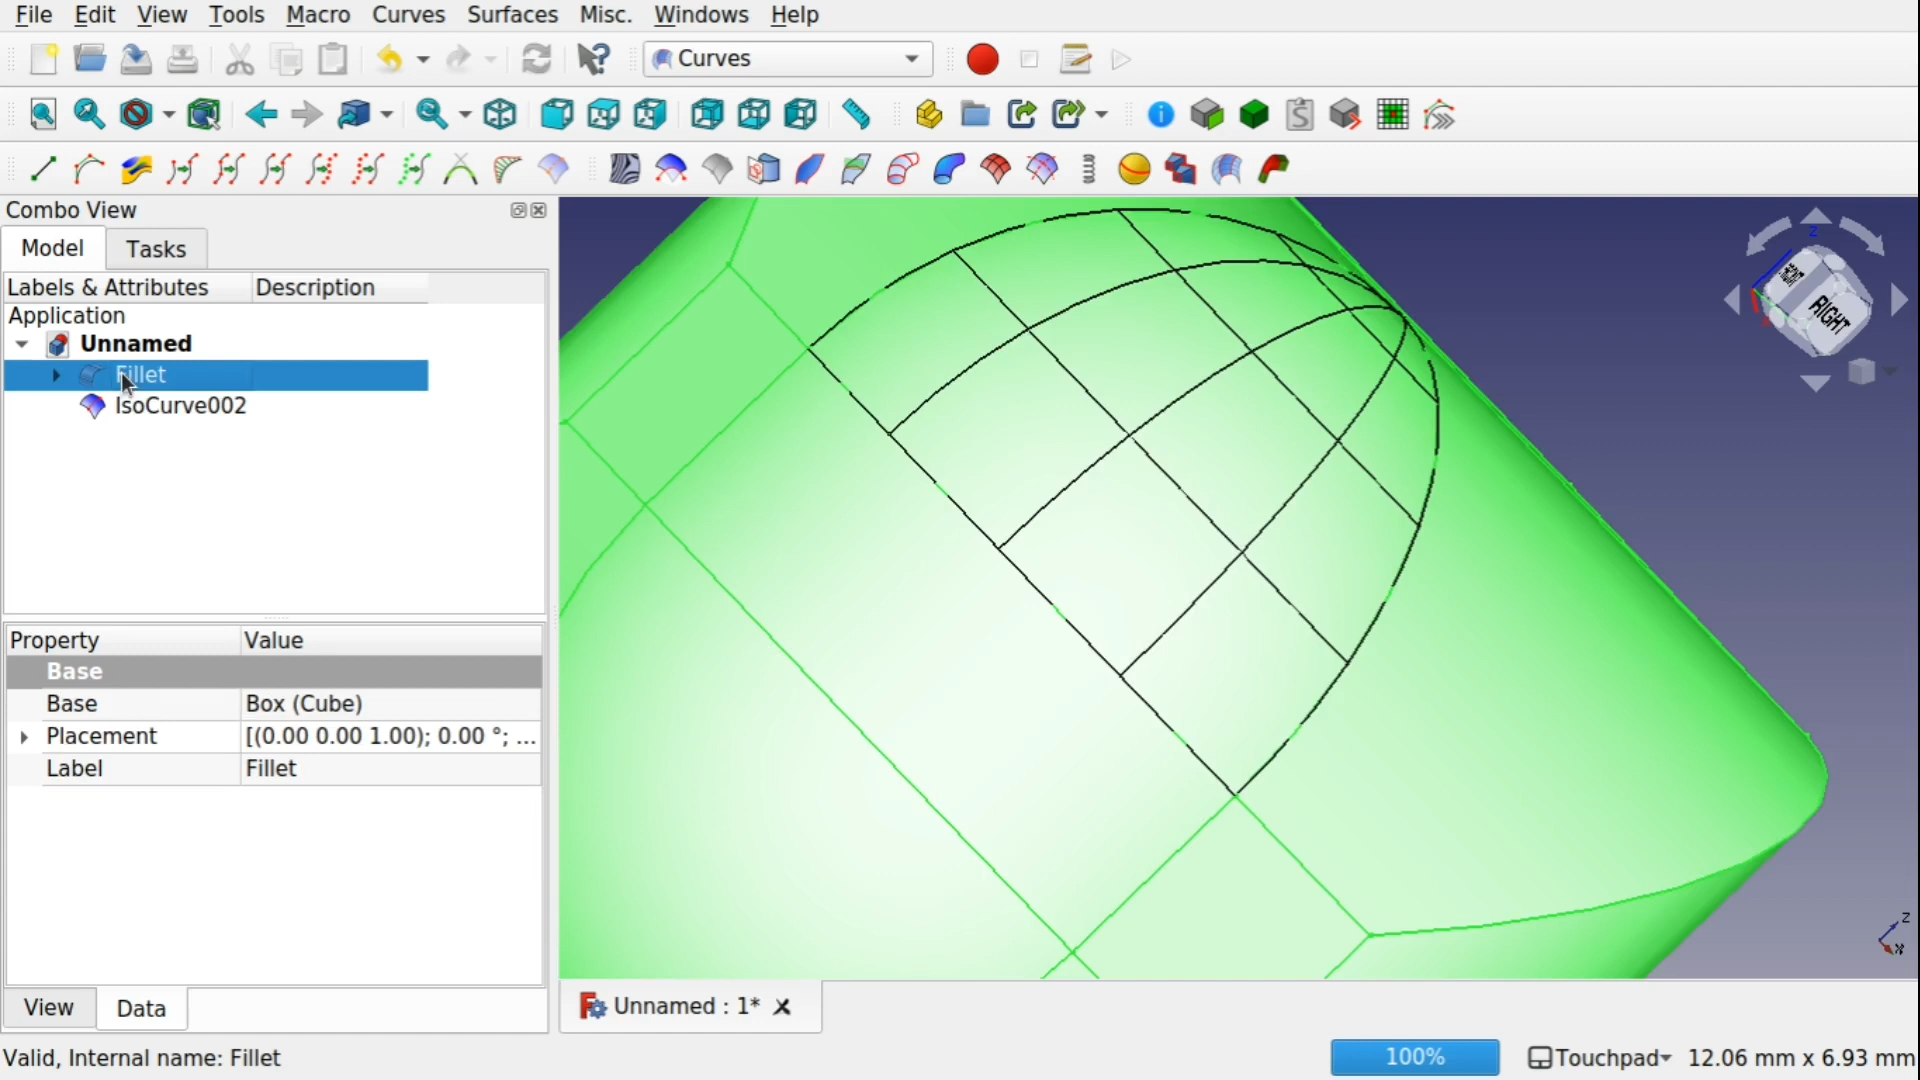 File Edit View Tools Macro Curves Surfaces Misc. Windows Help
Curves
Combo View
Model Tasks
Labels & Attributes Description
Application
Unnamed
Fillet
IsoCurve002
Property Value
Base
Base Box (Cube)
Placement [(0.00 0.00 1.00); 0.00 °; ...
Label Fillet
View Data
Unnamed : 1*
Z
RIGHT
Z
Valid, Internal name: Fillet
100% Touchpad 12.06 mm x 6.93 mm